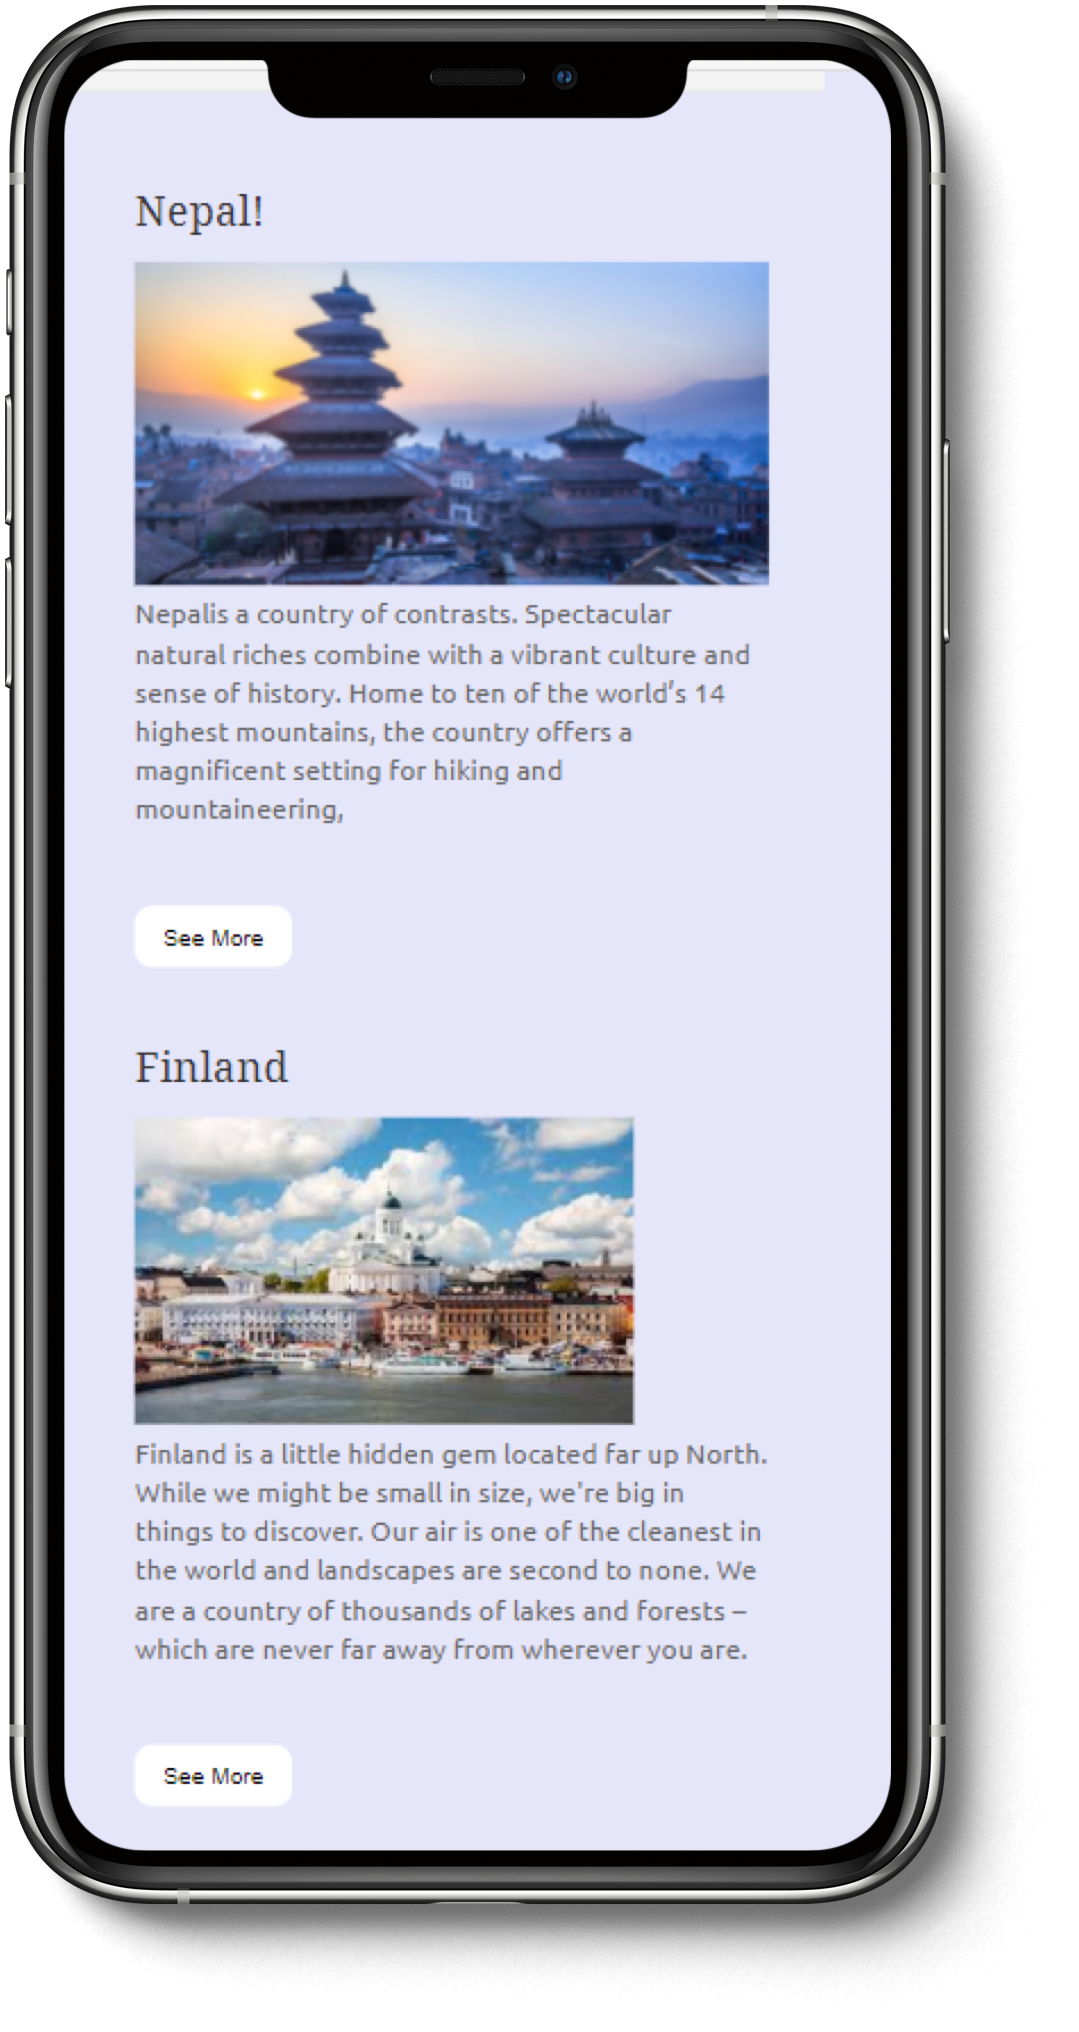 Nepal!
Nepalis a country of contrasts. Spectacular
natural riches combine with a vibrant culture and
sense of history. Home to ten of the world’s 14
highest mountains, the country offers a
magnificent setting for hiking and
mountaineering,
See More
Finland
Finland is a little hidden gem located far up North.
While we might be small in size, we're big in
things to discover. Our air is one of the cleanest in
the world and landscapes are second to none. We
are a country of thousands of lakes and forests –
which are never far away from wherever you are.
See More